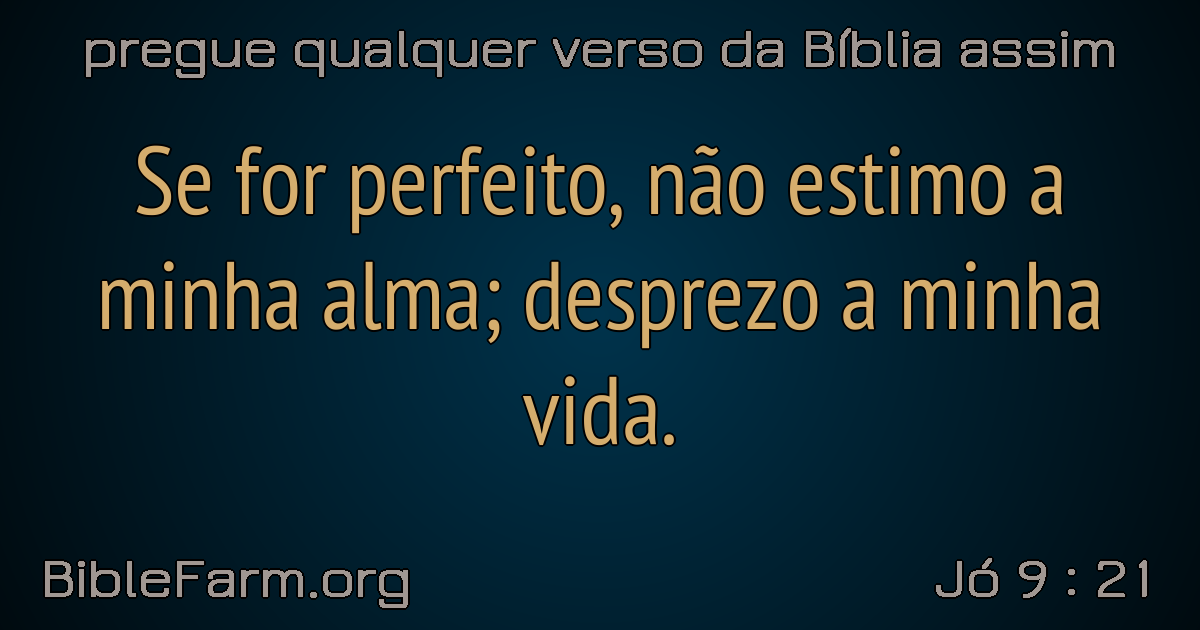 pregue qualquer verso da Bíblia assim
Se for perfeito, não estimo a
minha alma; desprezo a minha
vida.
BibleFarm.org
Jó 9 : 21